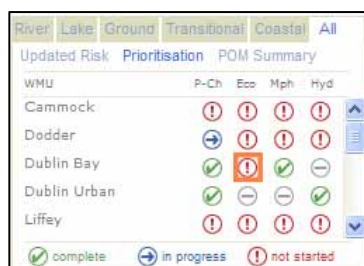 River Lake Ground Transitional Coastal All
Updated Risk Prioritisation POM Summary
WMU P-Ch Eco Mph Hyd
Cammock
Dodder
Dublin Bay
Dublin Urban
Liffey
complete in progress not started